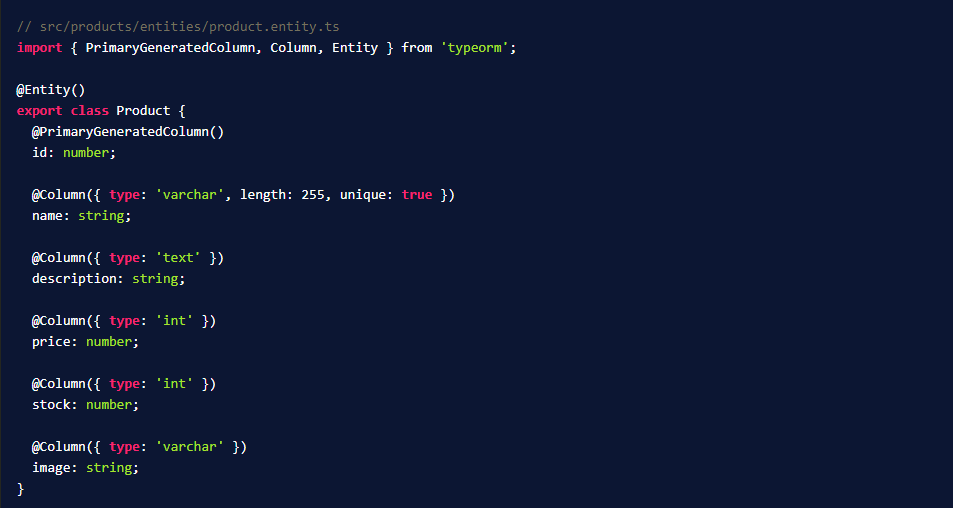 // src/products/entities/product.entity.ts
import { PrimaryGeneratedColumn, Column, Entity } from 'typeorm';
@Entity()
export class Product {
@PrimaryGeneratedColumn()
id: number;
@Column({ type: 'varchar', length: 255, unique: true })
name: string;
@Column({ type: 'text' })
description: string;
@Column({ type: 'int' })
price: number;
@Column({ type: 'int' })
stock: number;
@Column({ type: 'varchar' })
image: string;
}